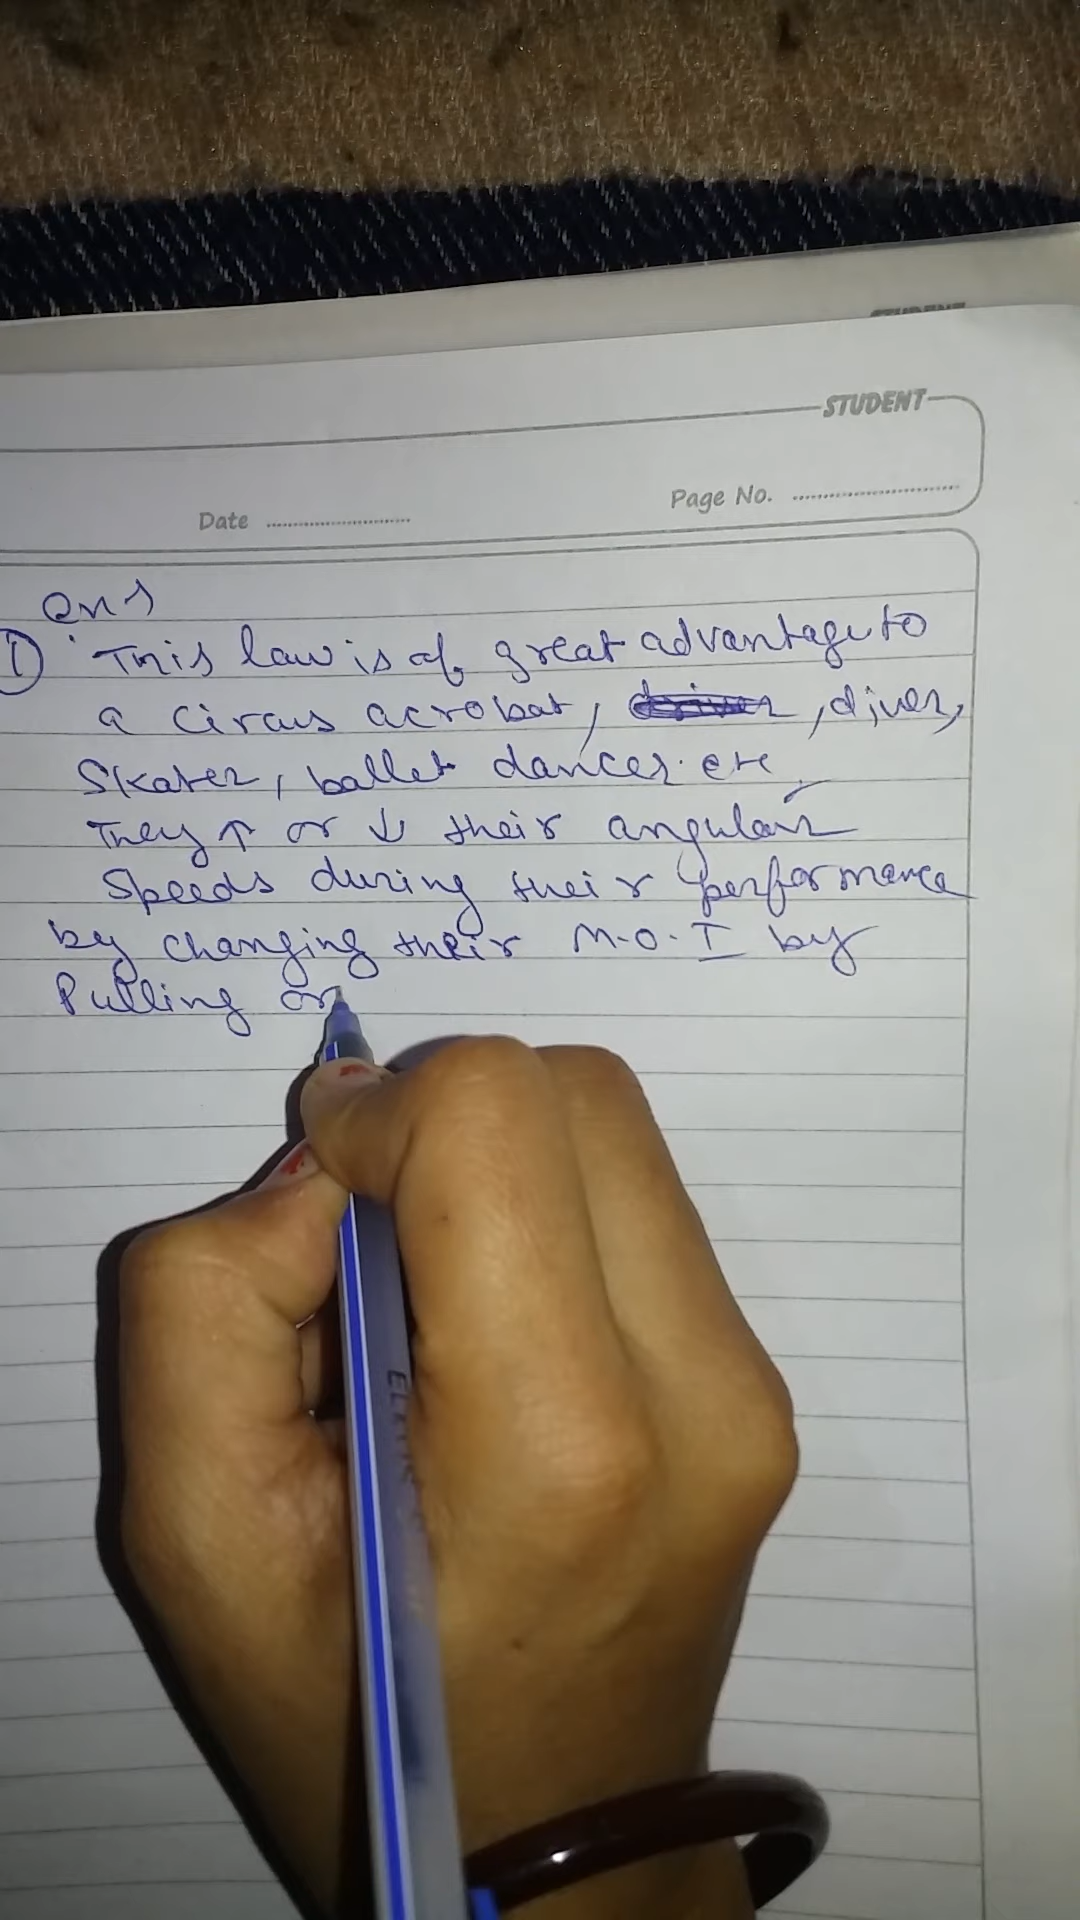 STUDENT
STUDENT
Page No.
Date
Ans
① This law is of great advantage to
a circus acrobat, , diver,
Skater, ballet dancer. etc
They ↑ or ↓ their angular
Speeds during their performance
by changing their M.O.I by
Pulling or